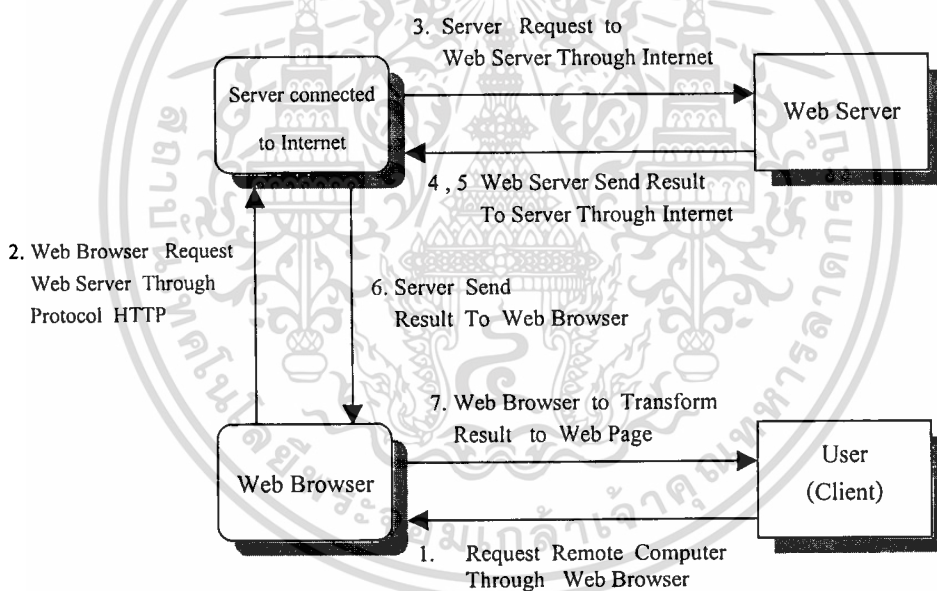 3. Server Request to
Web Server Through Internet
Server connected
to Internet
Web Server
4 , 5 Web Server Send Result
To Server Through Internet
2. Web Browser Request
Web Server Through
Protocol HTTP
6. Server Send
Result To Web Browser
7. Web Browser to Transform
Result to Web Page
Web Browser
User
(Client)
1. Request Remote Computer
Through Web Browser